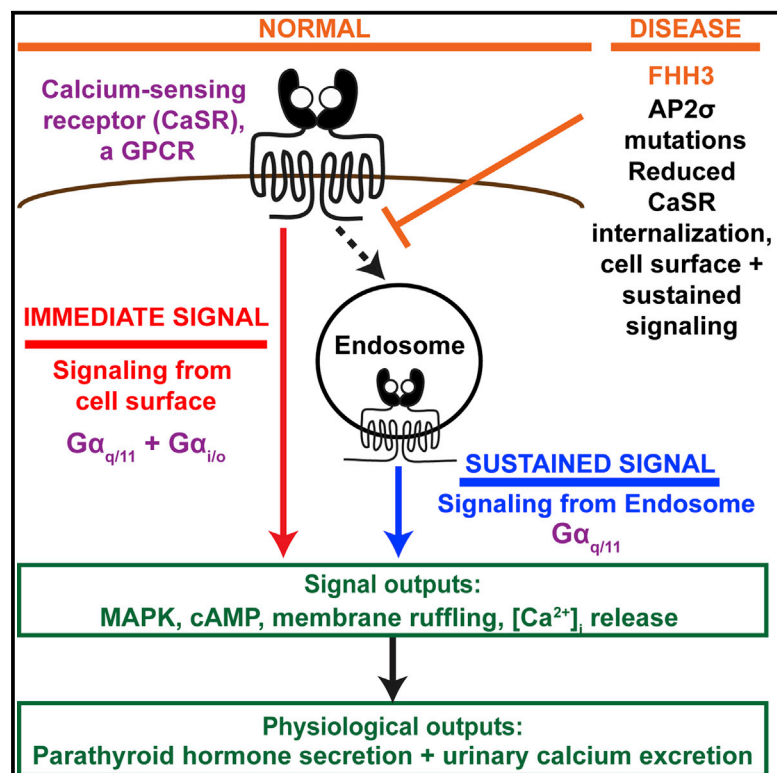 NORMAL
DISEASE
Calcium-sensing
receptor (CaSR),
a GPCR
FHH3
AP2σ
mutations
Reduced
CaSR
internalization,
cell surface +
sustained
signaling
IMMEDIATE SIGNAL
Signaling from
cell surface
Gαq/11 + Gαi/o
Endosome
SUSTAINED SIGNAL
Signaling from Endosome
Gαq/11
Signal outputs:
MAPK, cAMP, membrane ruffling, [Ca²⁺]i release
Physiological outputs:
Parathyroid hormone secretion + urinary calcium excretion